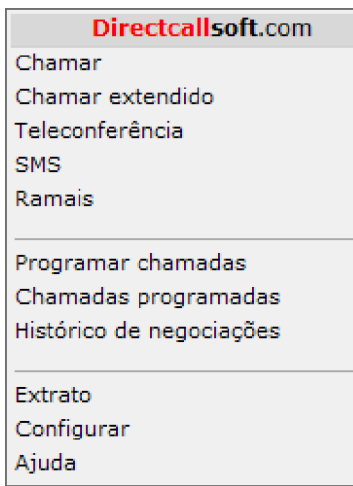 Directcallsoft.com
Chamar
Chamar extendido
Teleconferência
SMS
Ramais
Programar chamadas
Chamadas programadas
Histórico de negociações
Extrato
Configurar
Ajuda